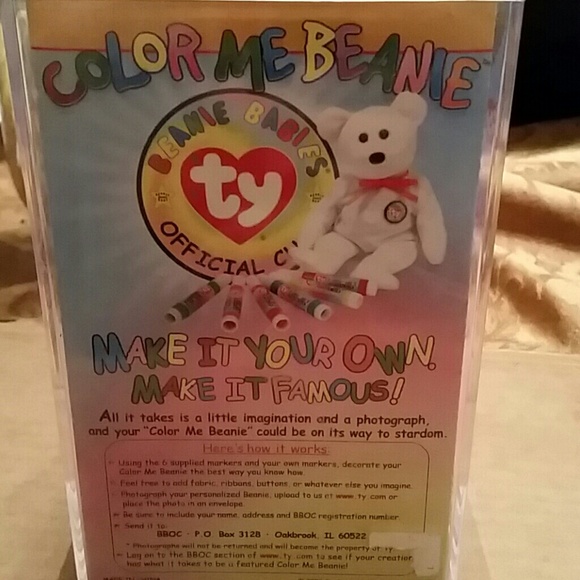 COLOR ME BEANIE™
BEANIE BABIES®
ty
®
OFFICIAL
MAKE IT YOUR OWN.
MAKE IT FAMOUS!
All it takes is a little imagination and a photograph,
and your "Color Me Beanie" could be on its way to stardom.
Here's how it works:
Using the 6 supplied markers and your own markers, decorate your
Color Me Beanie the best way you know how.
Feel free to add fabric, ribbons, buttons, or whatever else you imagine.
Photograph your personalized Beanie, upload to us at www.ty.com or
place the photo in an envelope.
Be sure to include your name, address and BBOC registration number.
Send it to:
BBOC · P.O. Box 3128 · Oakbrook, IL 60522
* Photographs will not be returned and will become the property of
Log on to the BBOC section of www.ty.com to see if your creation
has what it takes to be a featured Color Me Beanie!